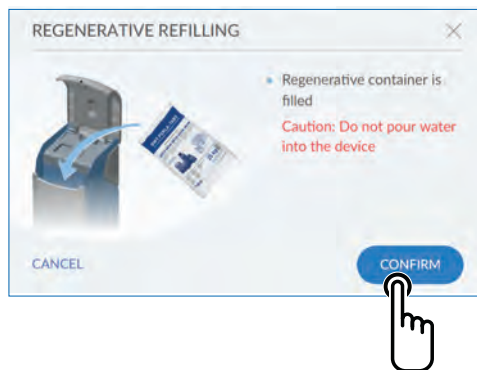 REGENERATIVE REFILLING
Regenerative container is
filled
Caution: Do not pour water
into the device
CANCEL
CONFIRM